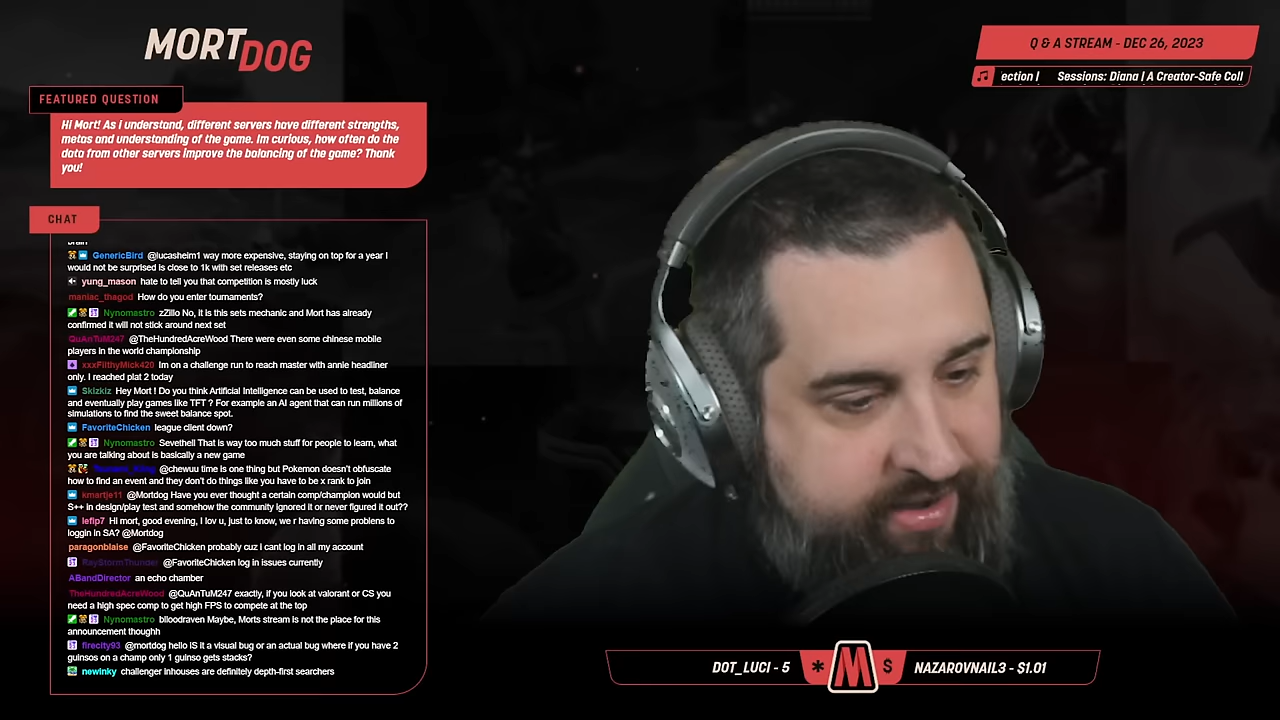 MORTDOG
Q & A STREAM - DEC 26, 2023
ection | Sessions: Diana | A Creator-Safe Coll
FEATURED QUESTION
Hi Mort! As i understand, different servers have different strengths,
metas and understanding of the game. Im curious, how often do the
data from other servers improve the balancing of the game? Thank
you!
CHAT
brain
GenericBird @lucasheim1 way more expensive, staying on top for a year I
would not be surprised is close to 1k with set releases etc
yung_mason hate to tell you that competition is mostly luck
maniac_thagod How do you enter tournaments?
Nynomastro zZillo No, it is this sets mechanic and Mort has already
confirmed it will not stick around next set
QuAnTuM247 @TheHundredAcreWood There were even some chinese mobile
players in the world championship
xxxFilthyMick420 Im on a challenge run to reach master with annie headliner
only. I reached plat 2 today
Skizkiz Hey Mort ! Do you think Artificial Intelligence can be used to test, balance
and eventually play games like TFT ? For example an AI agent that can run millions of
simulations to find the sweet balance spot.
FavoriteChicken league client down?
Nynomastro Sevethell That is way too much stuff for people to learn, what
you are talking about is basically a new game
@chewuu time is one thing but Pokemon doesn't obfuscate
how to find an event and they don't do things like you have to be x rank to join
kmartje11 @Mortdog Have you ever thought a certain comp/champion would but
S++ in design/play test and somehow the community ignored it or never figured it out??
lefip7 Hi mort, good evening, I lov u, just to know, we r having some problens to
loggin in SA? @Mortdog
paragonblaise @FavoriteChicken probably cuz I cant log in all my account
RayStormThunder @FavoriteChicken log in issues currently
ABandDirector an echo chamber
TheHundredAcreWood @QuAnTuM247 exactly, if you look at valorant or CS you
need a high spec comp to get high FPS to compete at the top
Nynomastro blloodraven Maybe, Morts stream is not the place for this
announcement thoughh
firecity93 @mortdog hello IS it a visual bug or an actual bug where if you have 2
guinsos on a champ only 1 guinso gets stacks?
newinky challenger inhouses are definitely depth-first searchers
DOT_LUCI - 5 * M $ NAZAROVNAIL3 - $1.01